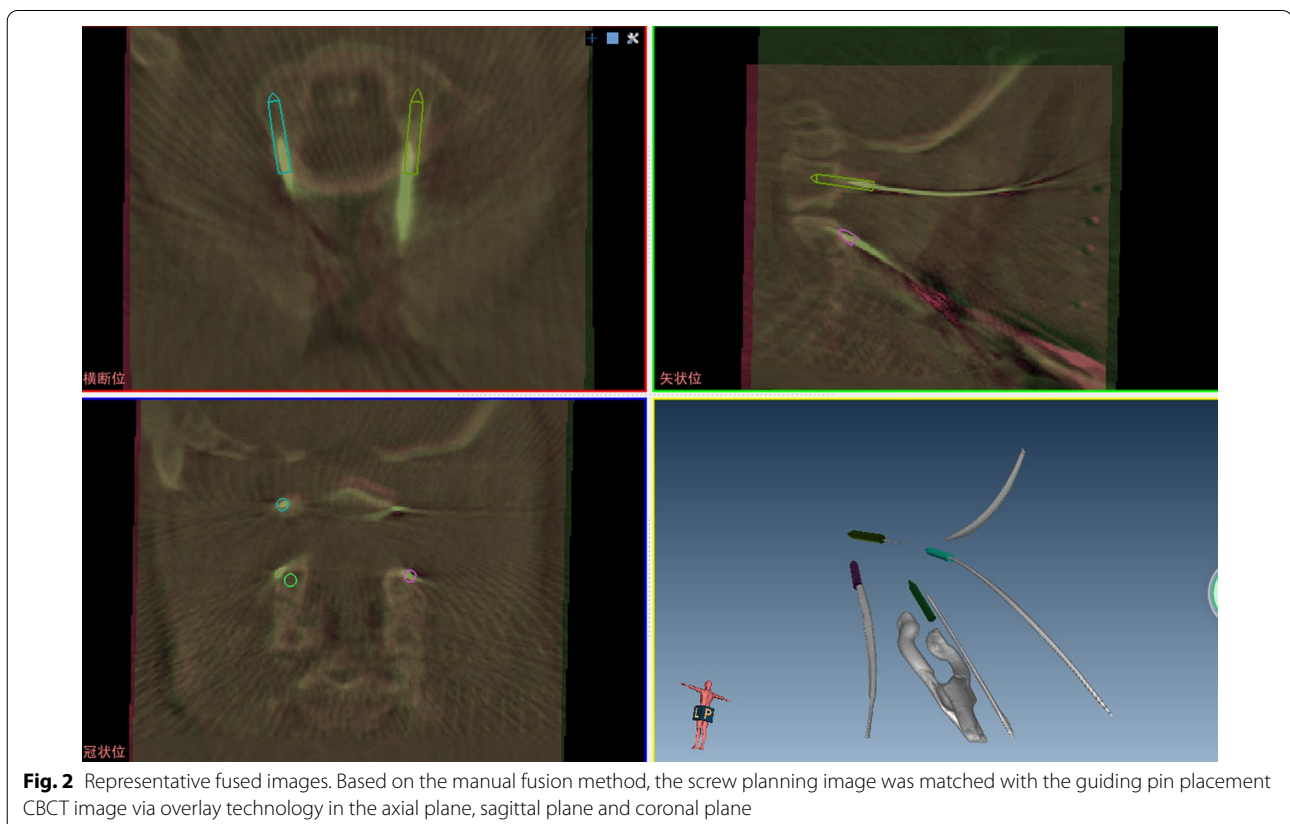 横断位
矢状位
冠状位
L P
Fig. 2 Representative fused images. Based on the manual fusion method, the screw planning image was matched with the guiding pin placement
CBCT image via overlay technology in the axial plane, sagittal plane and coronal plane